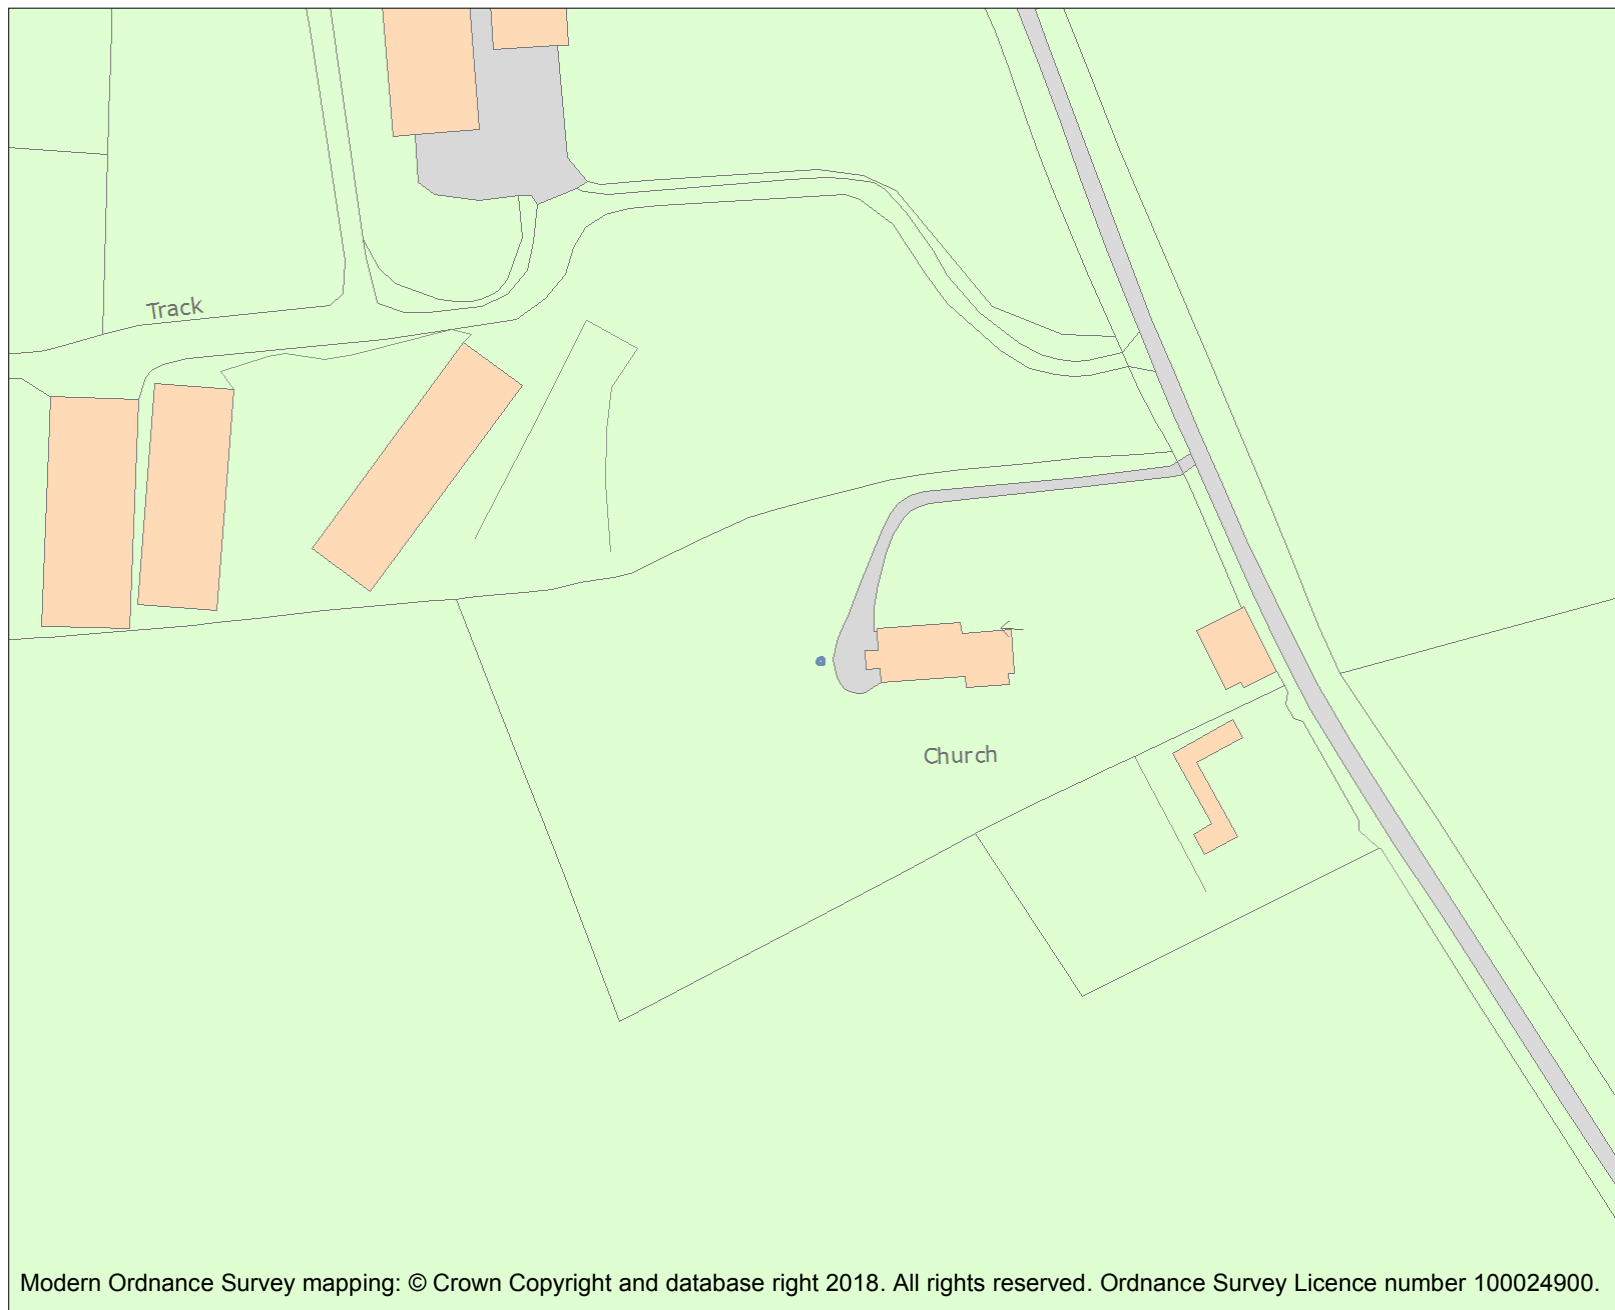 Track
Church
Modern Ordnance Survey mapping: © Crown Copyright and database right 2018. All rights reserved. Ordnance Survey Licence number 100024900.